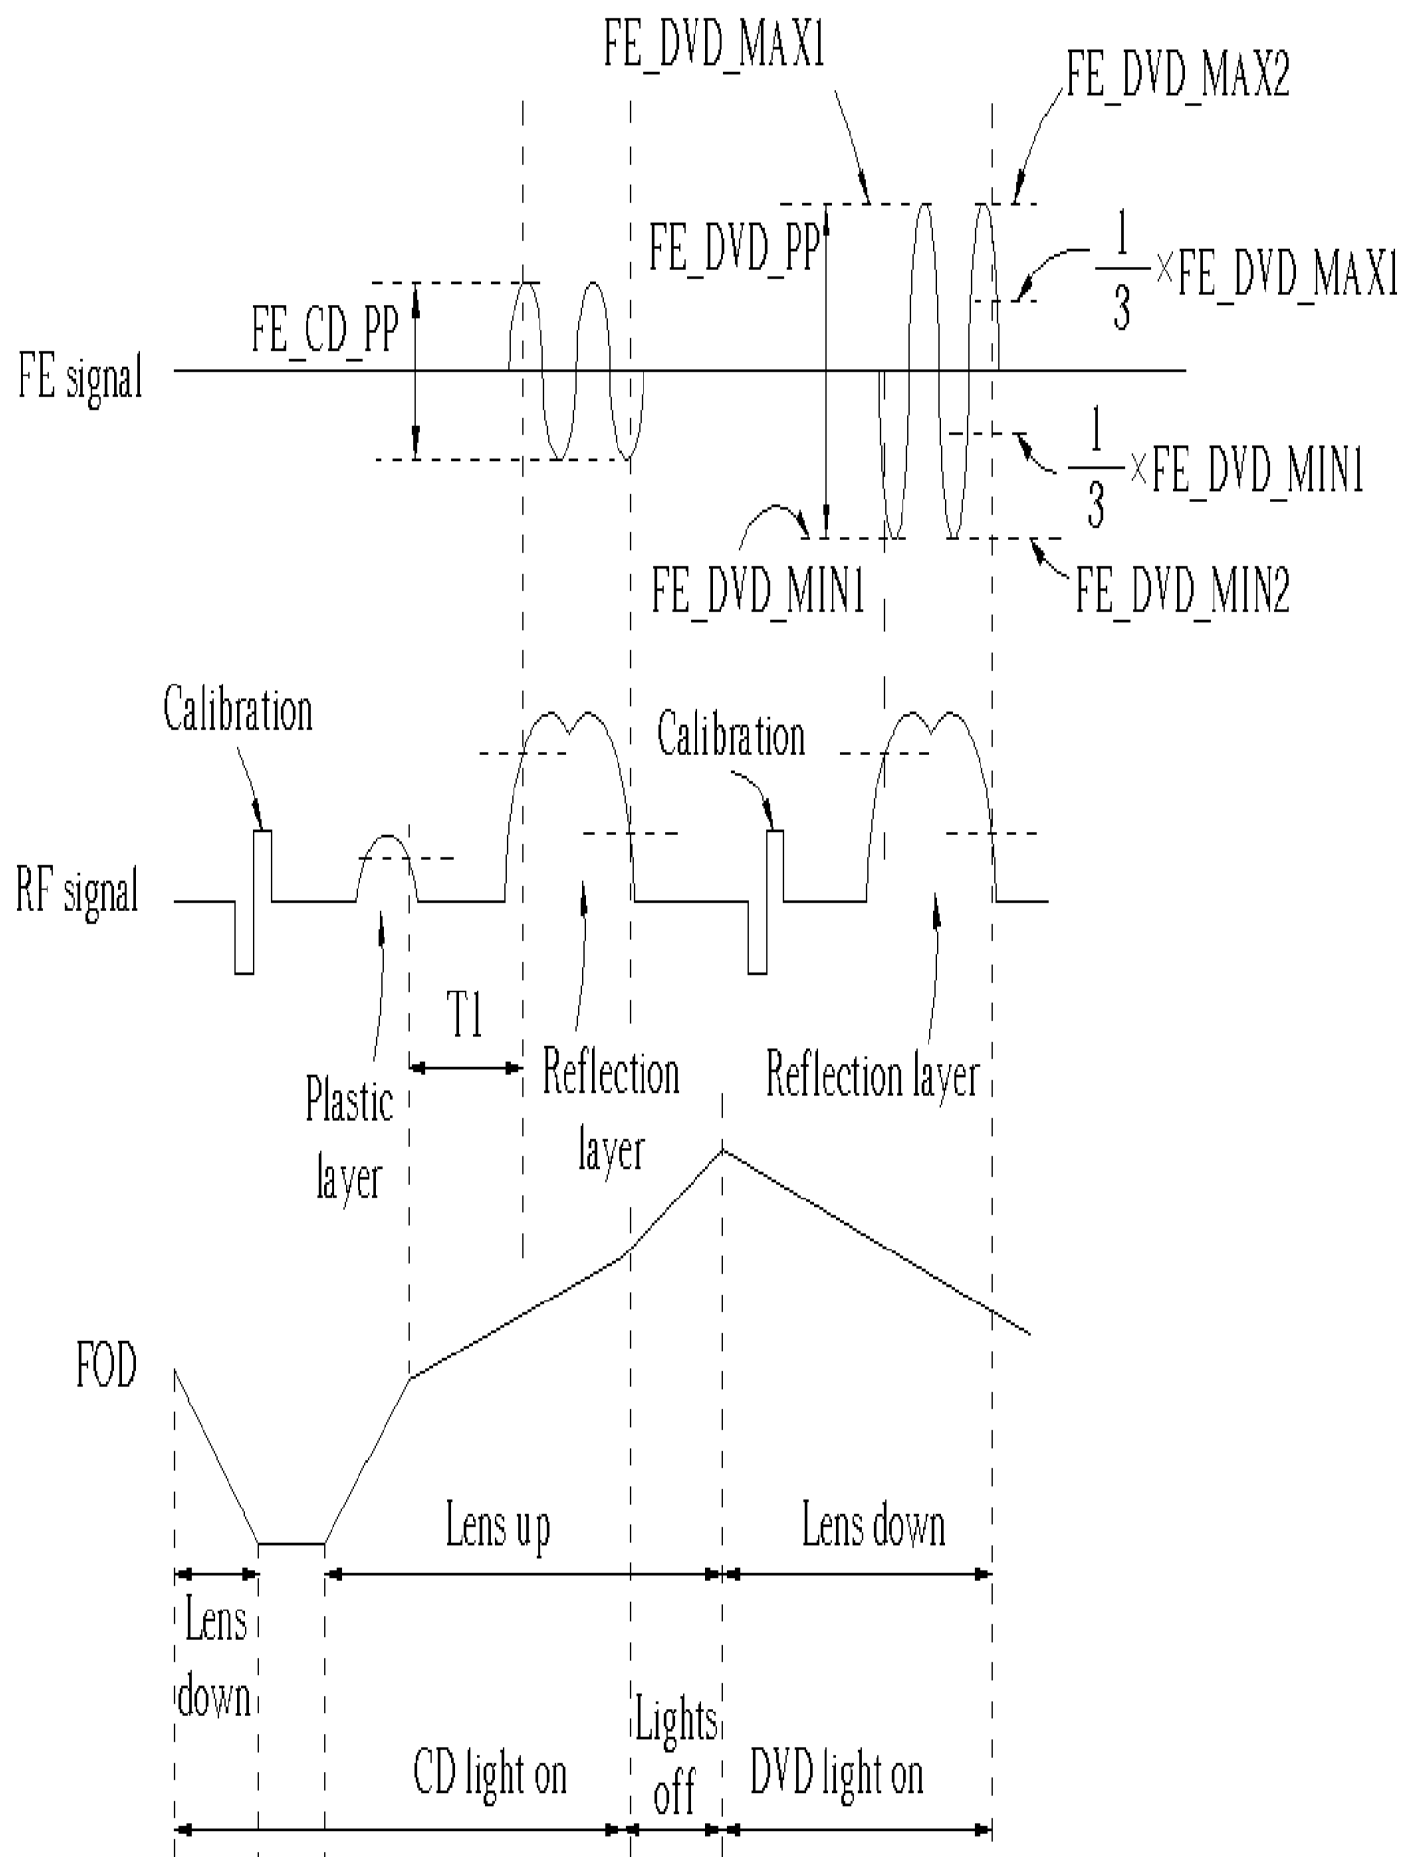 FE_DVD_MAX1
FE_DVD_MAX2
FE_DVD_PP
1
3
×FE_DVD_MAX1
FE_CD_PP
FE signal
1
3
×FE_DVD_MIN1
FE_DVD_MIN1
FE_DVD_MIN2
Calibration
Calibration
RF signal
T1
Plastic
layer
Reflection
layer
Reflection layer
FOD
Lens up
Lens down
Lens
down
CD light on
Lights
off
DVD light on